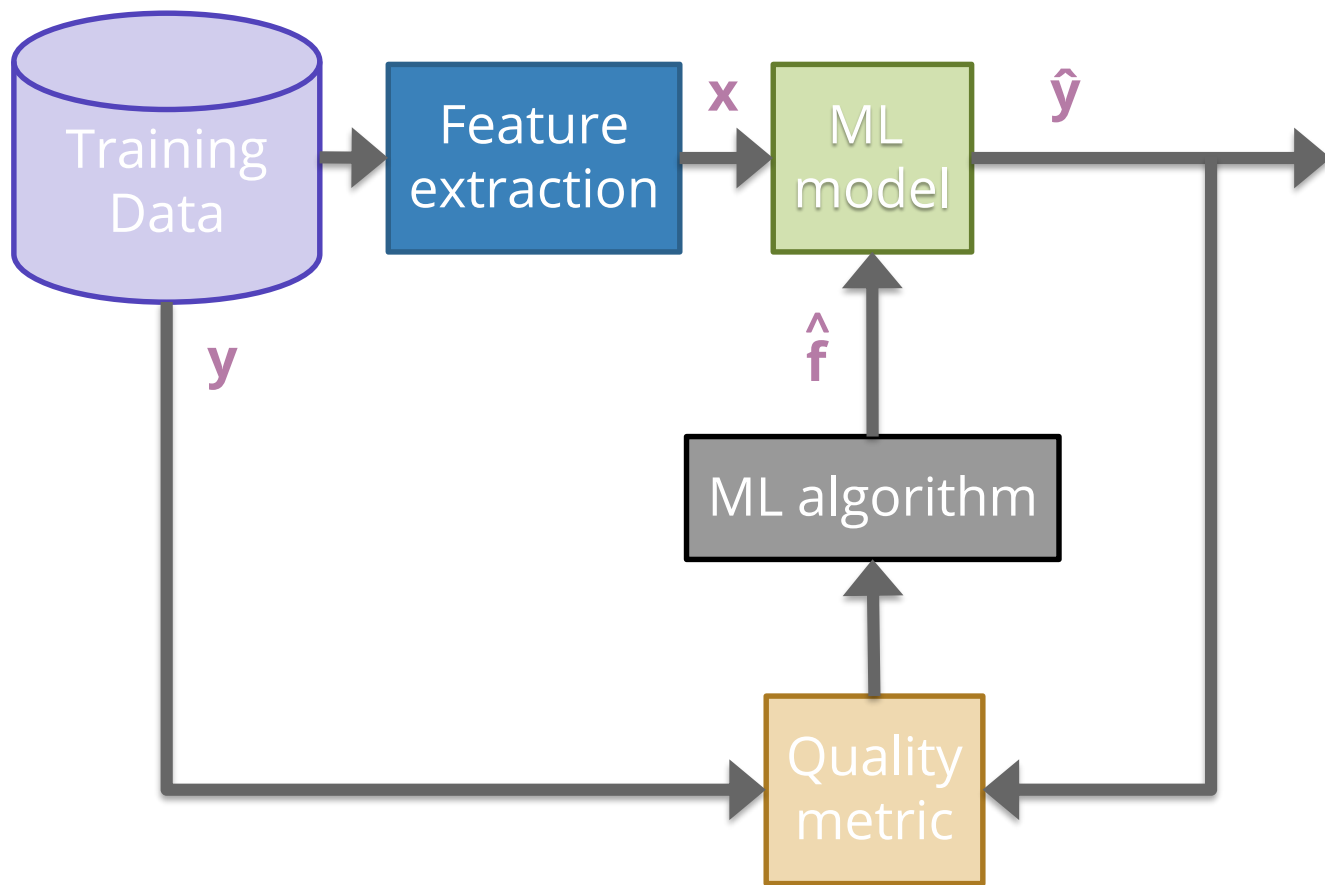 Training
Data
Feature
extraction
x
ML
model
ŷ
y
f̂
ML algorithm
Quality
metric